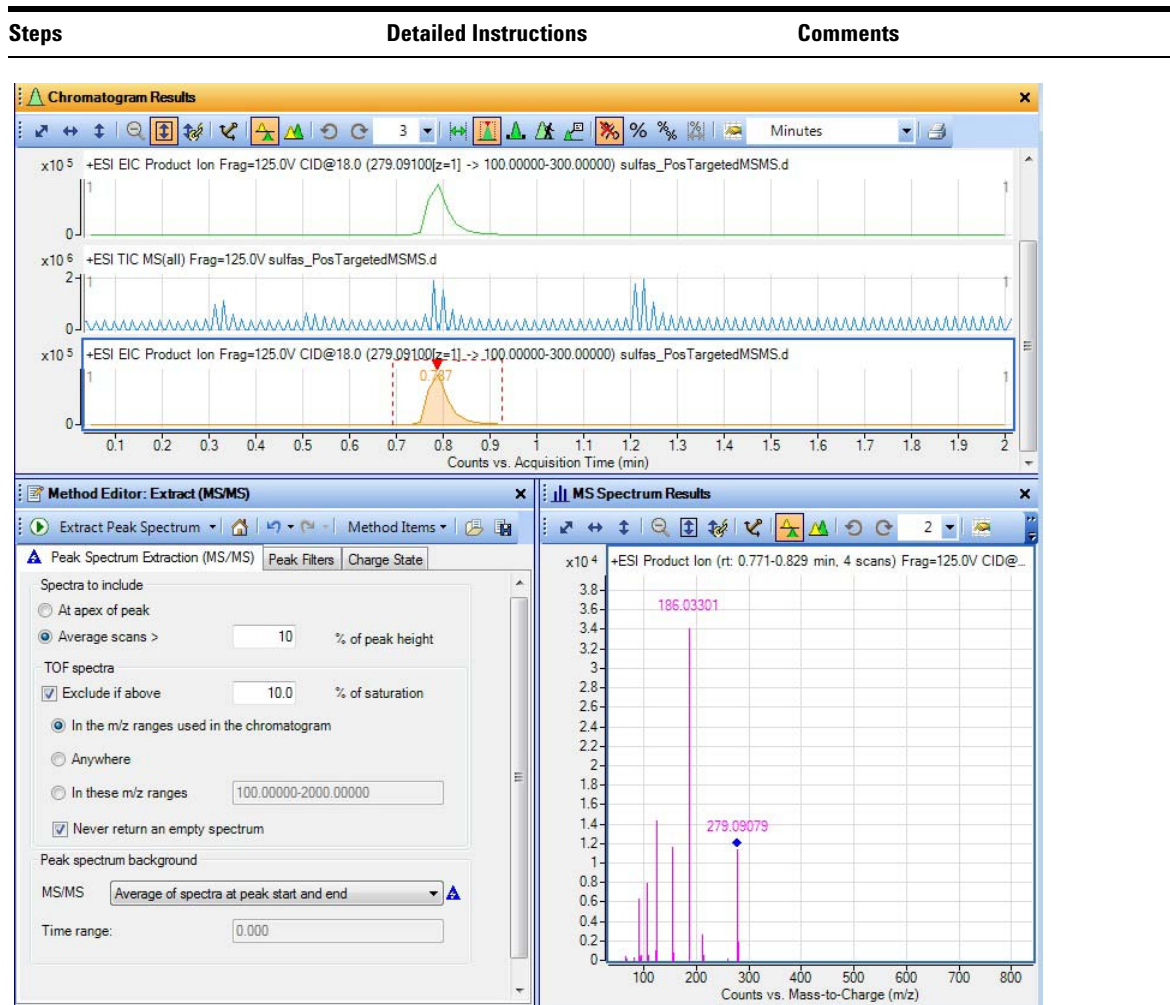 Steps Detailed Instructions Comments
Chromatogram Results
3 % Minutes
x10 5 +ESI EIC Product Ion Frag=125.0V CID@18.0 (279.09100[z=1] -> 100.00000-300.00000) sulfas_PosTargetedMSMS.d
1 1
0
x10 6 +ESI TIC MS(all) Frag=125.0V sulfas_PosTargetedMSMS.d
2 1 1
0
x10 5 +ESI EIC Product Ion Frag=125.0V CID@18.0 (279.09100[z=1] -> 100.00000-300.00000) sulfas_PosTargetedMSMS.d
1 0.787 1
0
0.1 0.2 0.3 0.4 0.5 0.6 0.7 0.8 0.9 1 1.1 1.2 1.3 1.4 1.5 1.6 1.7 1.8 1.9 2
Counts vs. Acquisition Time (min)
Method Editor: Extract (MS/MS)
Extract Peak Spectrum Method Items
Peak Spectrum Extraction (MS/MS) Peak Filters Charge State
Spectra to include
At apex of peak
Average scans > 10 % of peak height
TOF spectra
Exclude if above 10.0 % of saturation
In the m/z ranges used in the chromatogram
Anywhere
In these m/z ranges 100.00000-2000.00000
Never return an empty spectrum
Peak spectrum background
MS/MS Average of spectra at peak start and end
Time range: 0.000
MS Spectrum Results
2
x10 4 +ESI Product Ion (rt: 0.771-0.829 min, 4 scans) Frag=125.0V CID@...
3.8
3.6 186.03301
3.4
3.2
3
2.8
2.6
2.4
2.2
2
1.8
1.6
1.4 279.09079
1.2
1
0.8
0.6
0.4
0.2
0
100 200 300 400 500 600 700 800
Counts vs. Mass-to-Charge (m/z)